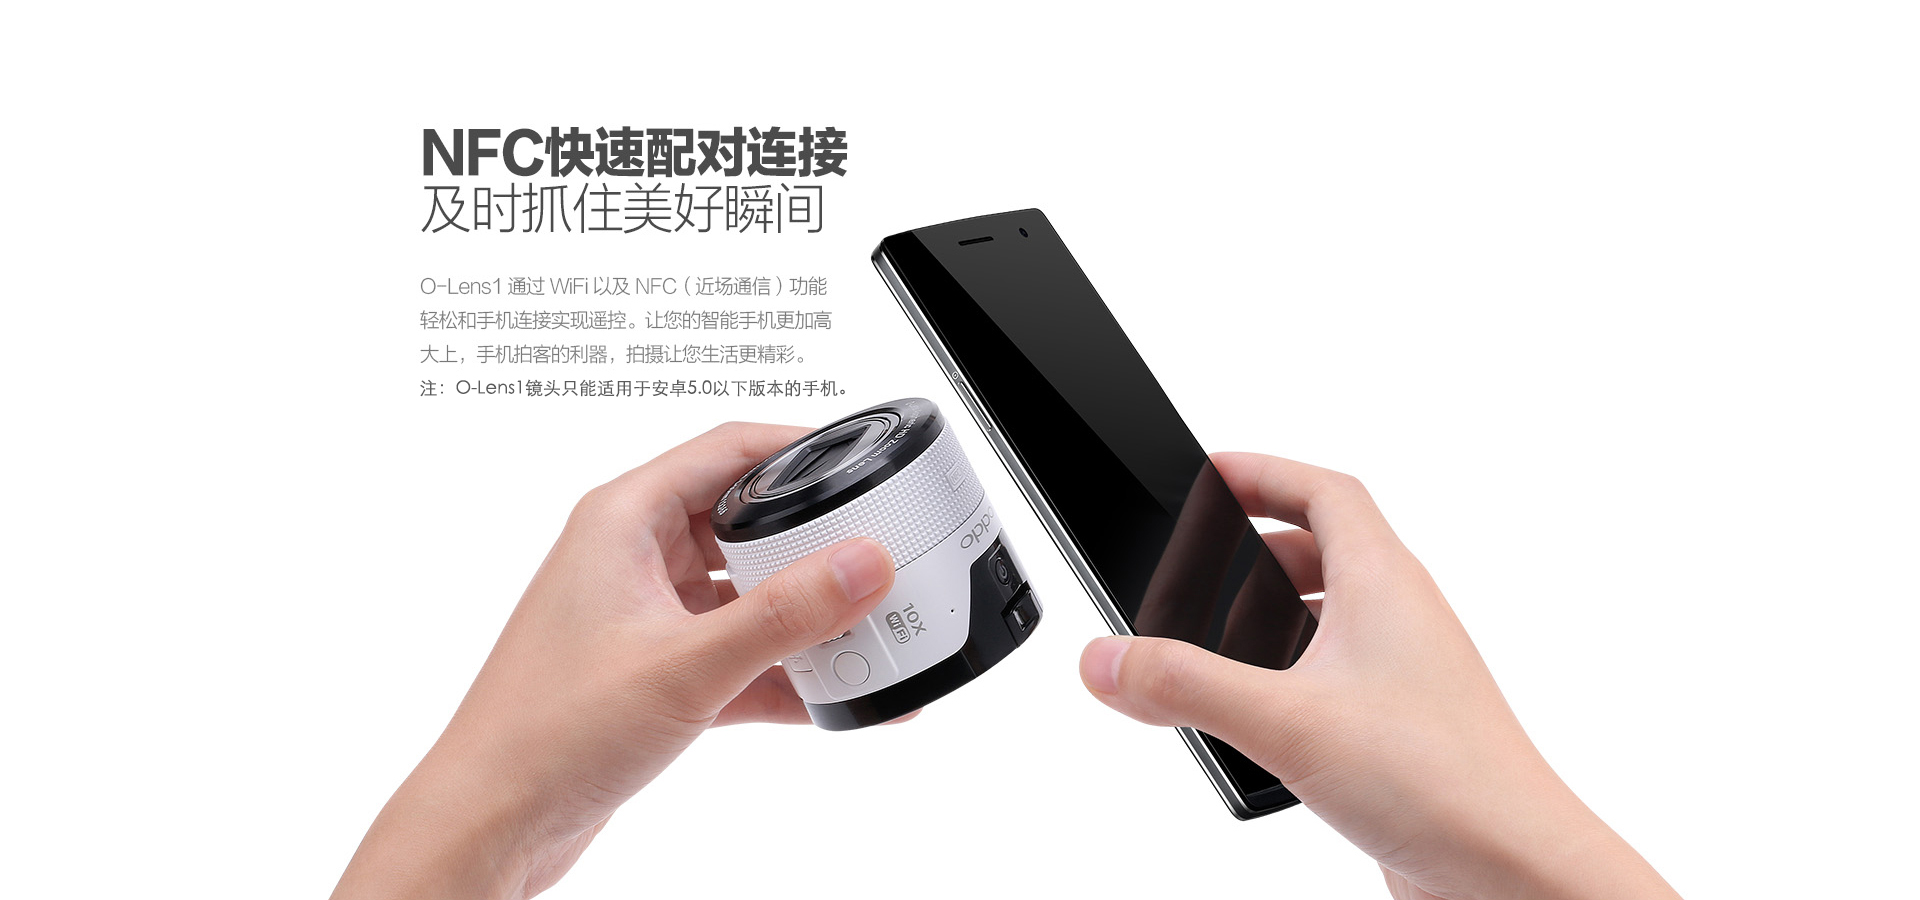 NFC快速配对连接
及时抓住美好瞬间
O-Lens1 通过 WiFi 以及 NFC（近场通信）功能
轻松和手机连接实现遥控。让您的智能手机更加高
大上，手机拍客的利器，拍摄让您生活更精彩。
注：O-Lens1镜头只能适用于安卓5.0以下版本的手机。
HD Zoom Lens
oppo
10X
WiFi